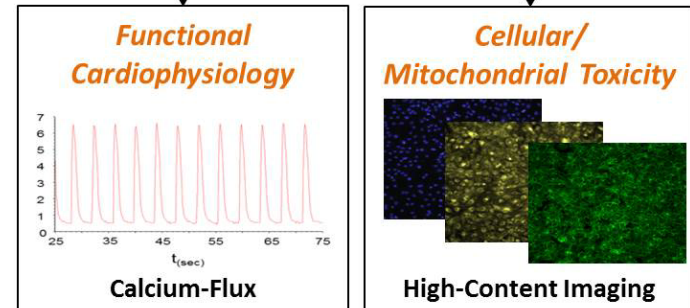 Functional
Cardiophysiology
7
6
5
4
3
2
1
0
25 35 45 55 65 75
t(sec)
Calcium-Flux
Cellular/
Mitochondrial Toxicity
High-Content Imaging